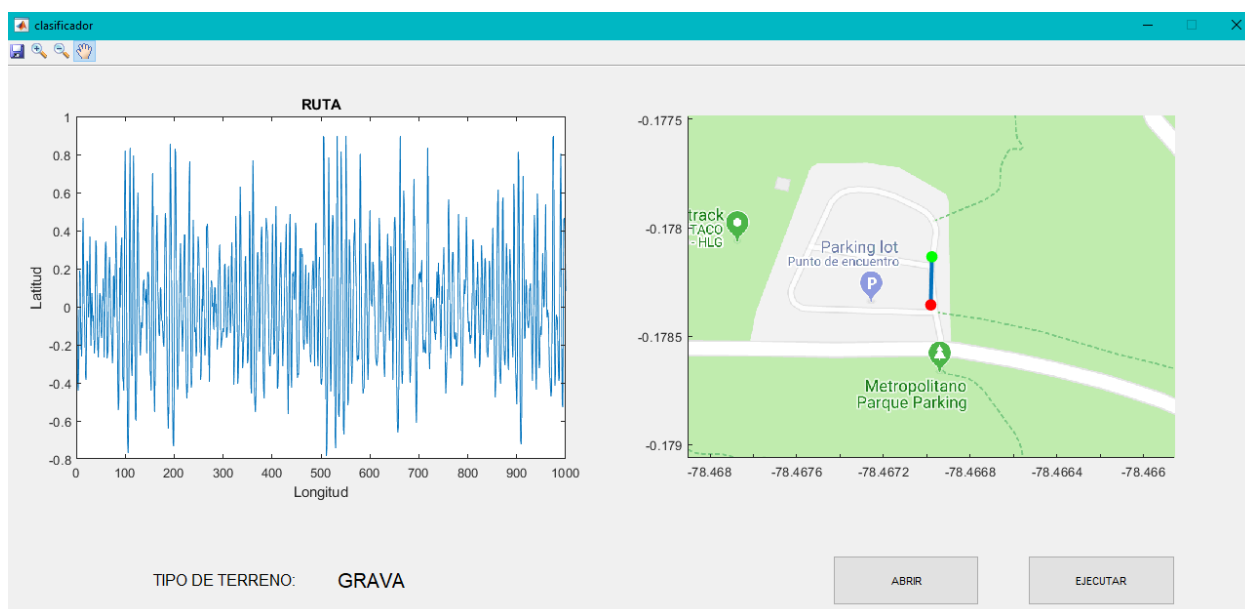 clasificador
RUTA
1
0.8
0.6
0.4
0.2
0
-0.2
-0.4
-0.6
-0.8
Latitud
0 100 200 300 400 500 600 700 800 900 1000
Longitud
-0.1775
-0.178
-0.1785
-0.179
track
TACO
- HLG
Parking lot
Punto de encuentro
P
Metropolitano
Parque Parking
-78.468 -78.4676 -78.4672 -78.4668 -78.4664 -78.466
TIPO DE TERRENO: GRAVA
ABRIR
EJECUTAR